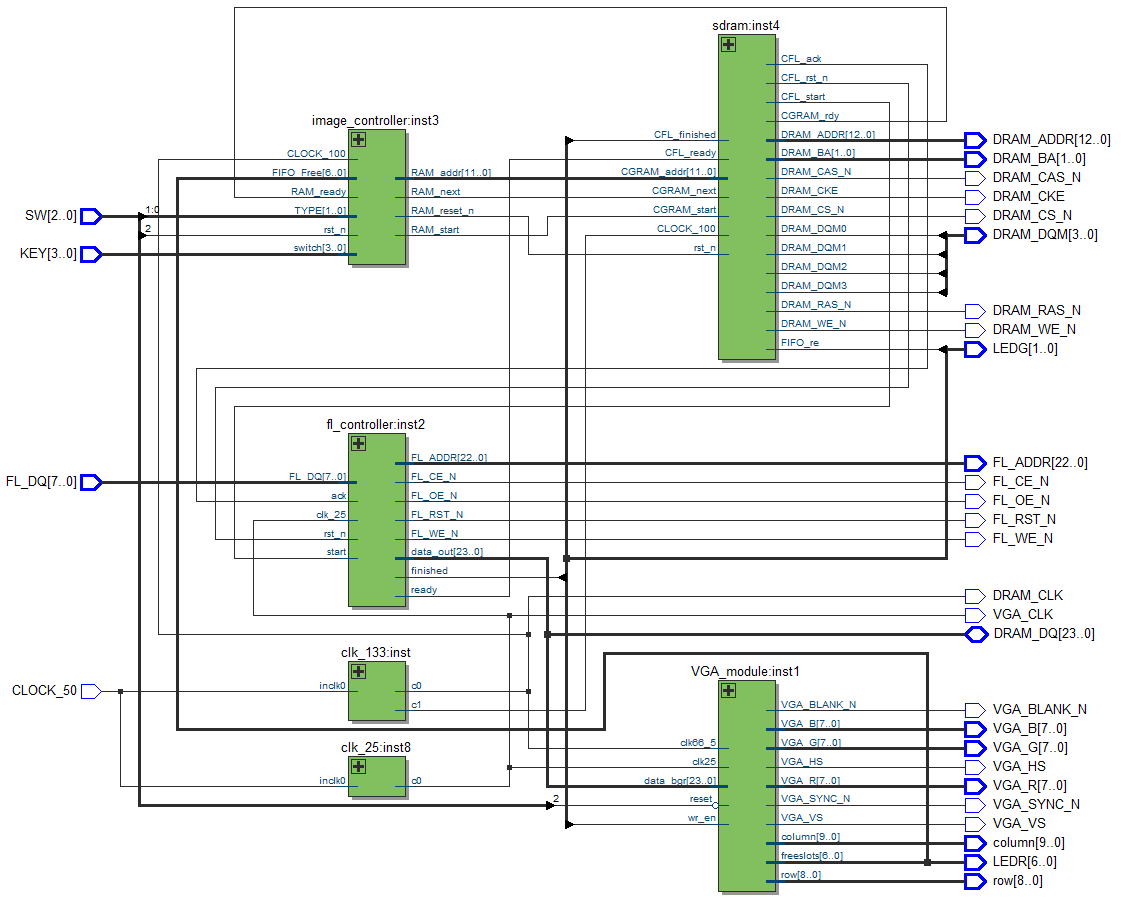 sdram:inst4
CFL_ack
CFL_rst_n
CFL_start
CGRAM_rdy
CFL_finished
DRAM_ADDR[12..0]
CFL_ready
DRAM_BA[1..0]
CGRAM_addr[11..0]
DRAM_CAS_N
CGRAM_next
DRAM_CKE
CGRAM_start
DRAM_CS_N
CLOCK_100
DRAM_DQM0
rst_n
DRAM_DQM1
DRAM_DQM2
DRAM_DQM3
DRAM_RAS_N
DRAM_WE_N
FIFO_re
DRAM_ADDR[12..0]
DRAM_BA[1..0]
DRAM_CAS_N
DRAM_CKE
DRAM_CS_N
DRAM_DQM[3..0]
DRAM_RAS_N
DRAM_WE_N
LEDG[1..0]
image_controller:inst3
CLOCK_100
FIFO_Free[6..0]
RAM_addr[11..0]
RAM_ready
RAM_next
TYPE[1..0]
RAM_reset_n
rst_n
RAM_start
switch[3..0]
SW[2..0]
1:0
2
KEY[3..0]
fl_controller:inst2
FL_ADDR[22..0]
FL_DQ[7..0]
FL_CE_N
ack
FL_OE_N
clk_25
FL_RST_N
rst_n
FL_WE_N
start
data_out[23..0]
finished
ready
FL_DQ[7..0]
FL_ADDR[22..0]
FL_CE_N
FL_OE_N
FL_RST_N
FL_WE_N
DRAM_CLK
VGA_CLK
DRAM_DQ[23..0]
clk_133:inst
inclk0
c0
c1
CLOCK_50
clk_25:inst8
inclk0
c0
2
VGA_module:inst1
VGA_BLANK_N
VGA_B[7..0]
clk66_5
VGA_G[7..0]
clk25
VGA_HS
data_bgr[23..0]
VGA_R[7..0]
reset
VGA_SYNC_N
wr_en
VGA_VS
column[9..0]
freeslots[6..0]
row[8..0]
VGA_BLANK_N
VGA_B[7..0]
VGA_G[7..0]
VGA_HS
VGA_R[7..0]
VGA_SYNC_N
VGA_VS
column[9..0]
LEDR[6..0]
row[8..0]